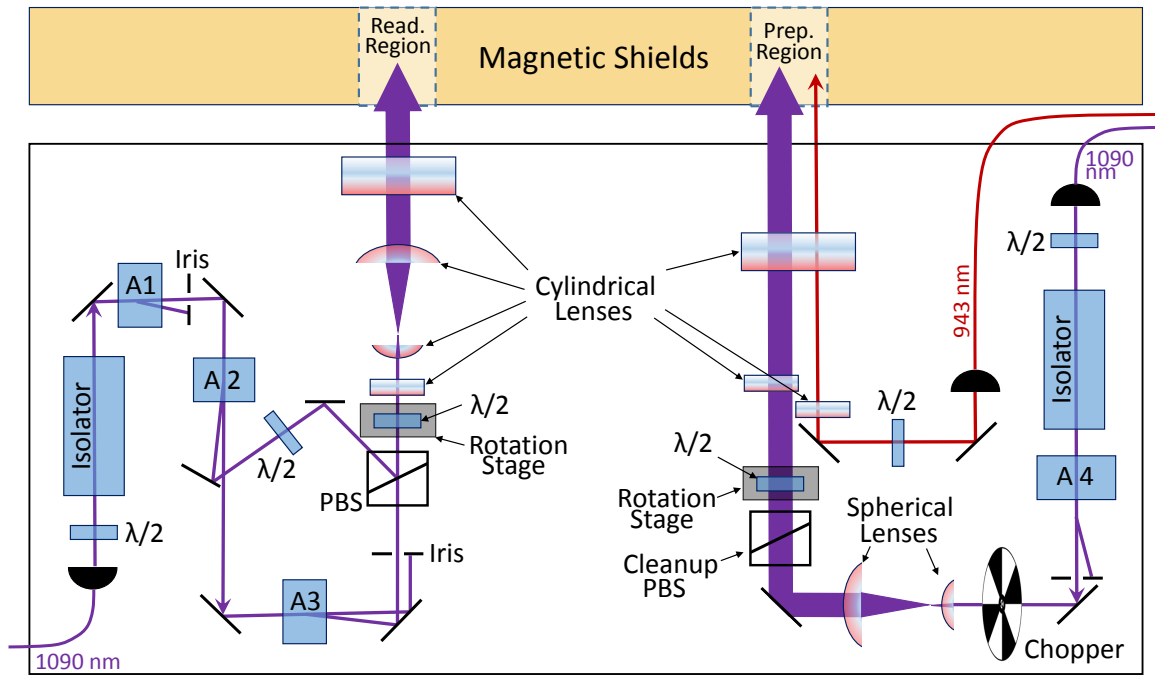 Read.
Region
Magnetic Shields
Prep.
Region
1090
nm
Iris
A1
λ/2
Cylindrical
Lenses
943 nm
Isolator
A 2
Isolator
λ/2
λ/2
λ/2
Rotation
Stage
λ/2
PBS
A 4
λ/2
Rotation
Stage
Spherical
Lenses
λ/2
Iris
Cleanup
PBS
A3
Chopper
1090 nm